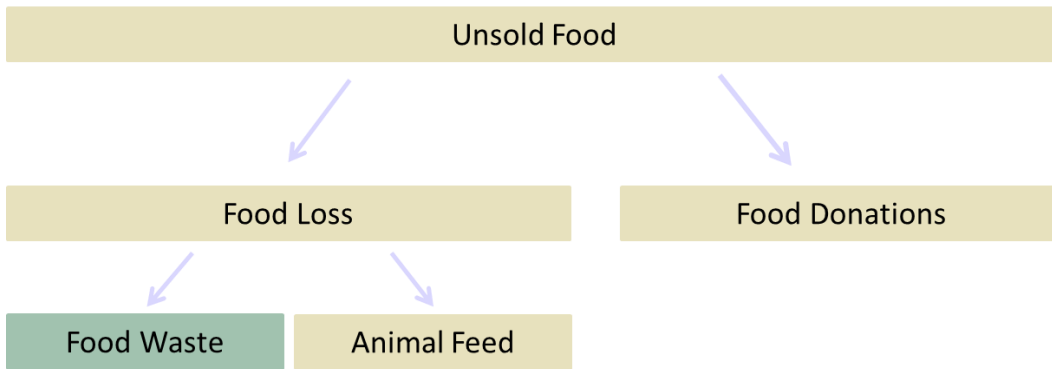 Unsold Food
Food Loss
Food Donations
Food Waste
Animal Feed